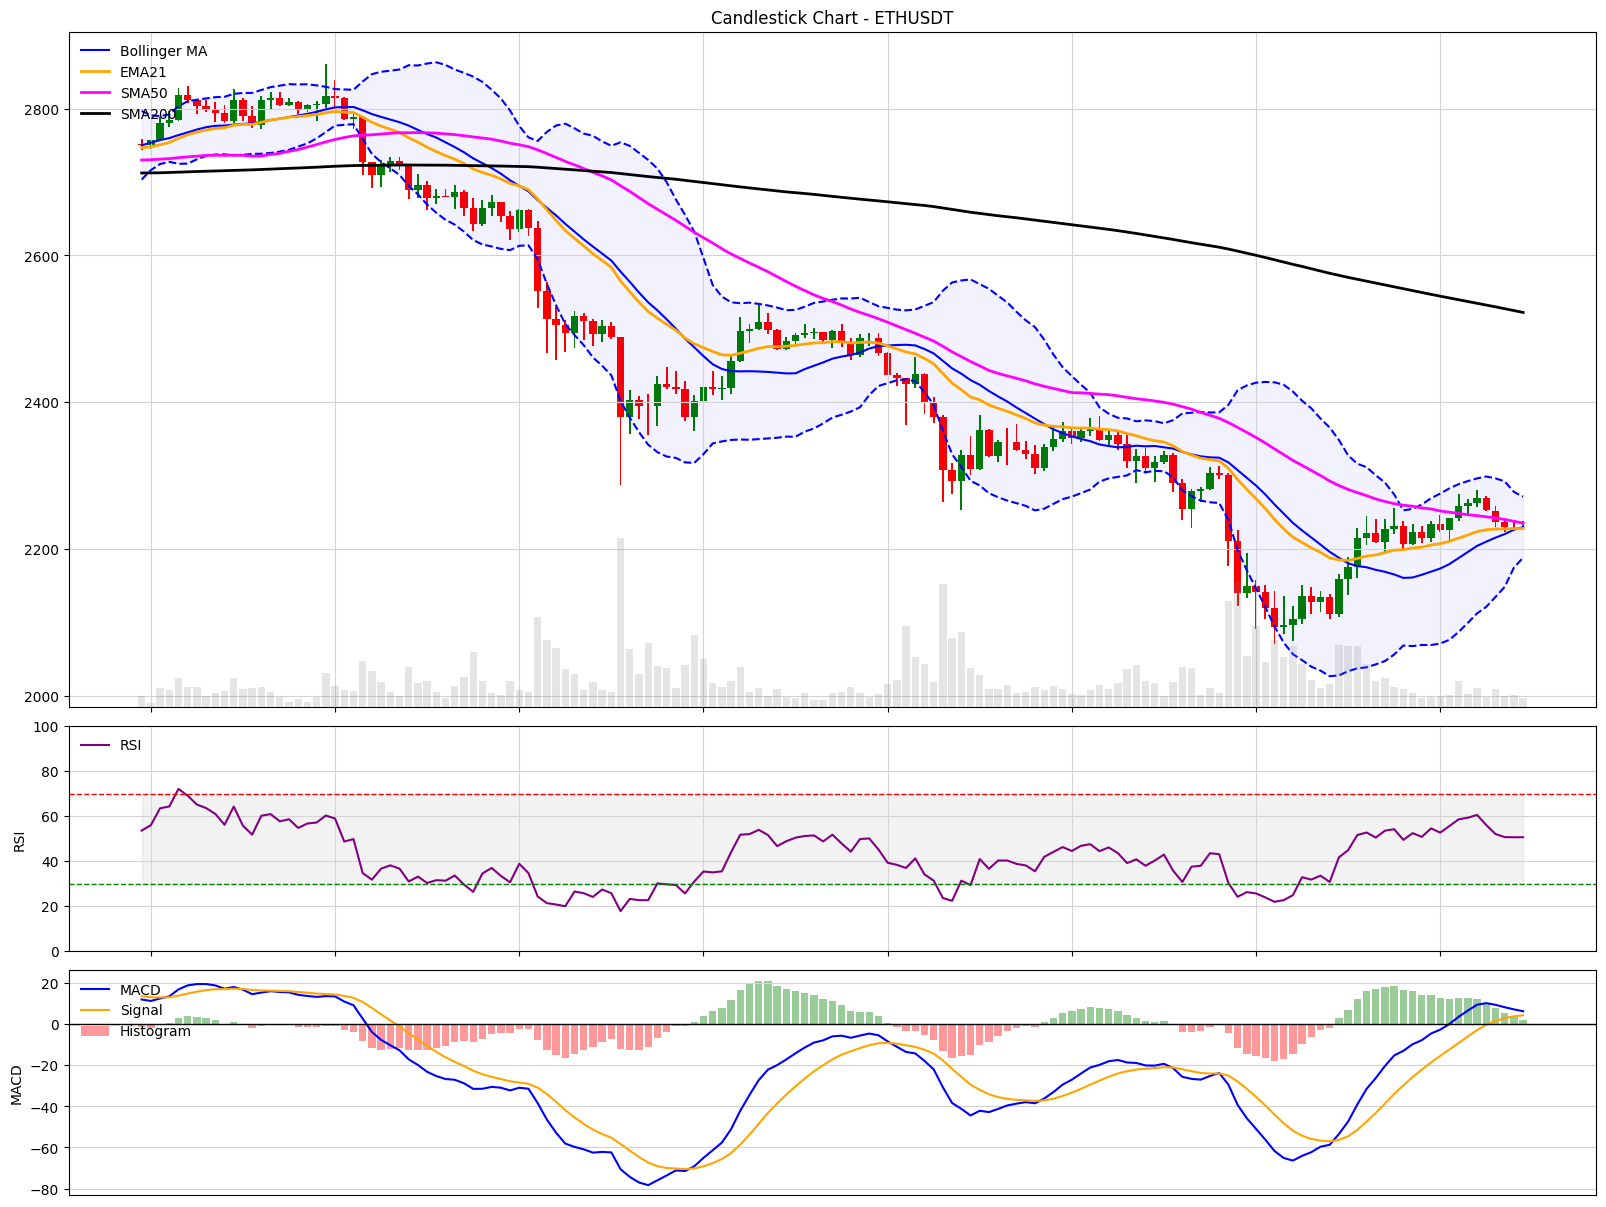 Candlestick Chart - ETHUSDT
Bollinger MA
EMA21
SMA50
SMA200
2800
2600
2400
2200
2000
RSI
100
80
60
40
20
0
RSI
MACD
Signal
Histogram
20
0
−20
−40
−60
−80
MACD